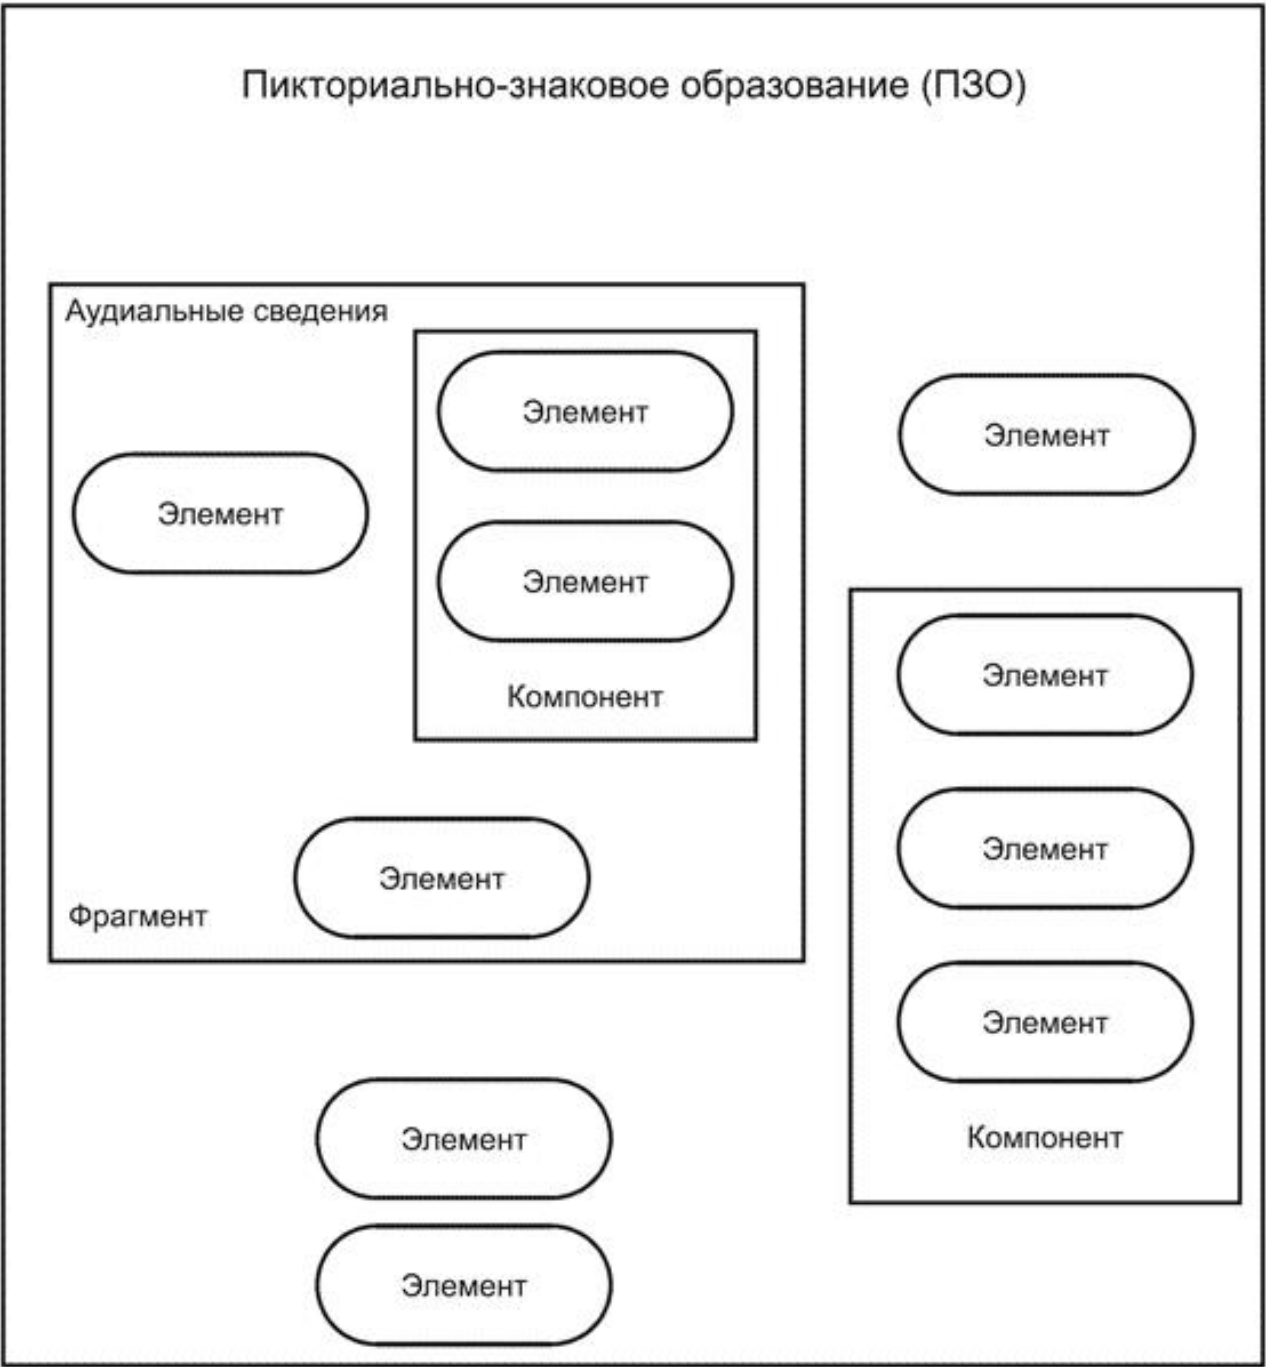 Пикториально-знаковое образование (ПЗО)
Аудиальные сведения
Элемент
Элемент
Элемент
Элемент
Компонент
Элемент
Фрагмент
Элемент
Элемент
Элемент
Компонент
Элемент
Элемент
Элемент